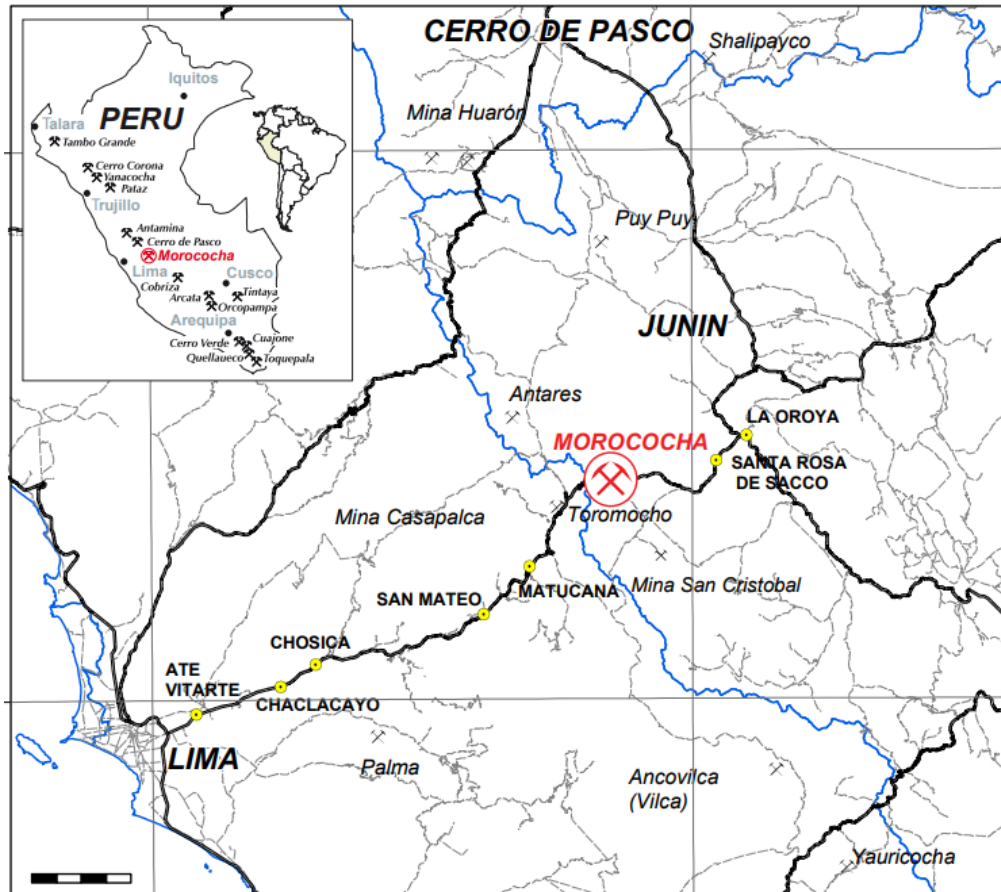 CERRO DE PASCO
Shalipayco
Mina Huarón
Puy Puy
JUNIN
Antares
LA OROYA
MOROCOCHA
SANTA ROSA
DE SACCO
Mina Casapalca
Toromocho
Mina San Cristobal
MATUCANA
SAN MATEO
CHOSICA
ATE
VITARTE
CHACLACAYO
LIMA
Palma
Ancovilca
(Vilca)
Yauricocha
Iquitos
PERU
Talara
Tambo Grande
Cerro Corona
Yanacocha
Pataz
Trujillo
Antamina
Cerro de Pasco
Morococha
Lima
Cobriza
Cusco
Arcata
Tintaya
Orcopampa
Arequipa
Cerro Verde
Cuajone
Quellaueco
Toquepala